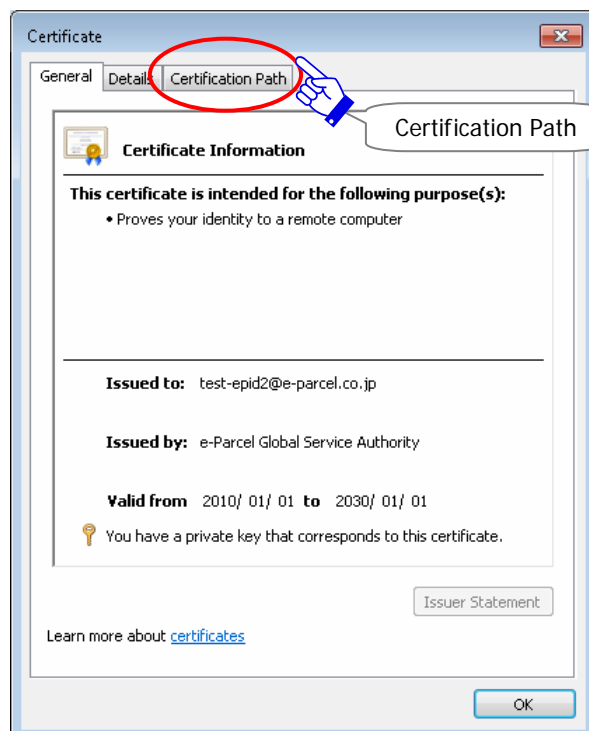 Certificate
General Details Certification Path
Certification Path
Certificate Information
This certificate is intended for the following purpose(s):
• Proves your identity to a remote computer
Issued to: test-epid2@e-parcel.co.jp
Issued by: e-Parcel Global Service Authority
Valid from 2010/ 01/ 01 to 2030/ 01/ 01
You have a private key that corresponds to this certificate.
Issuer Statement
Learn more about certificates
OK